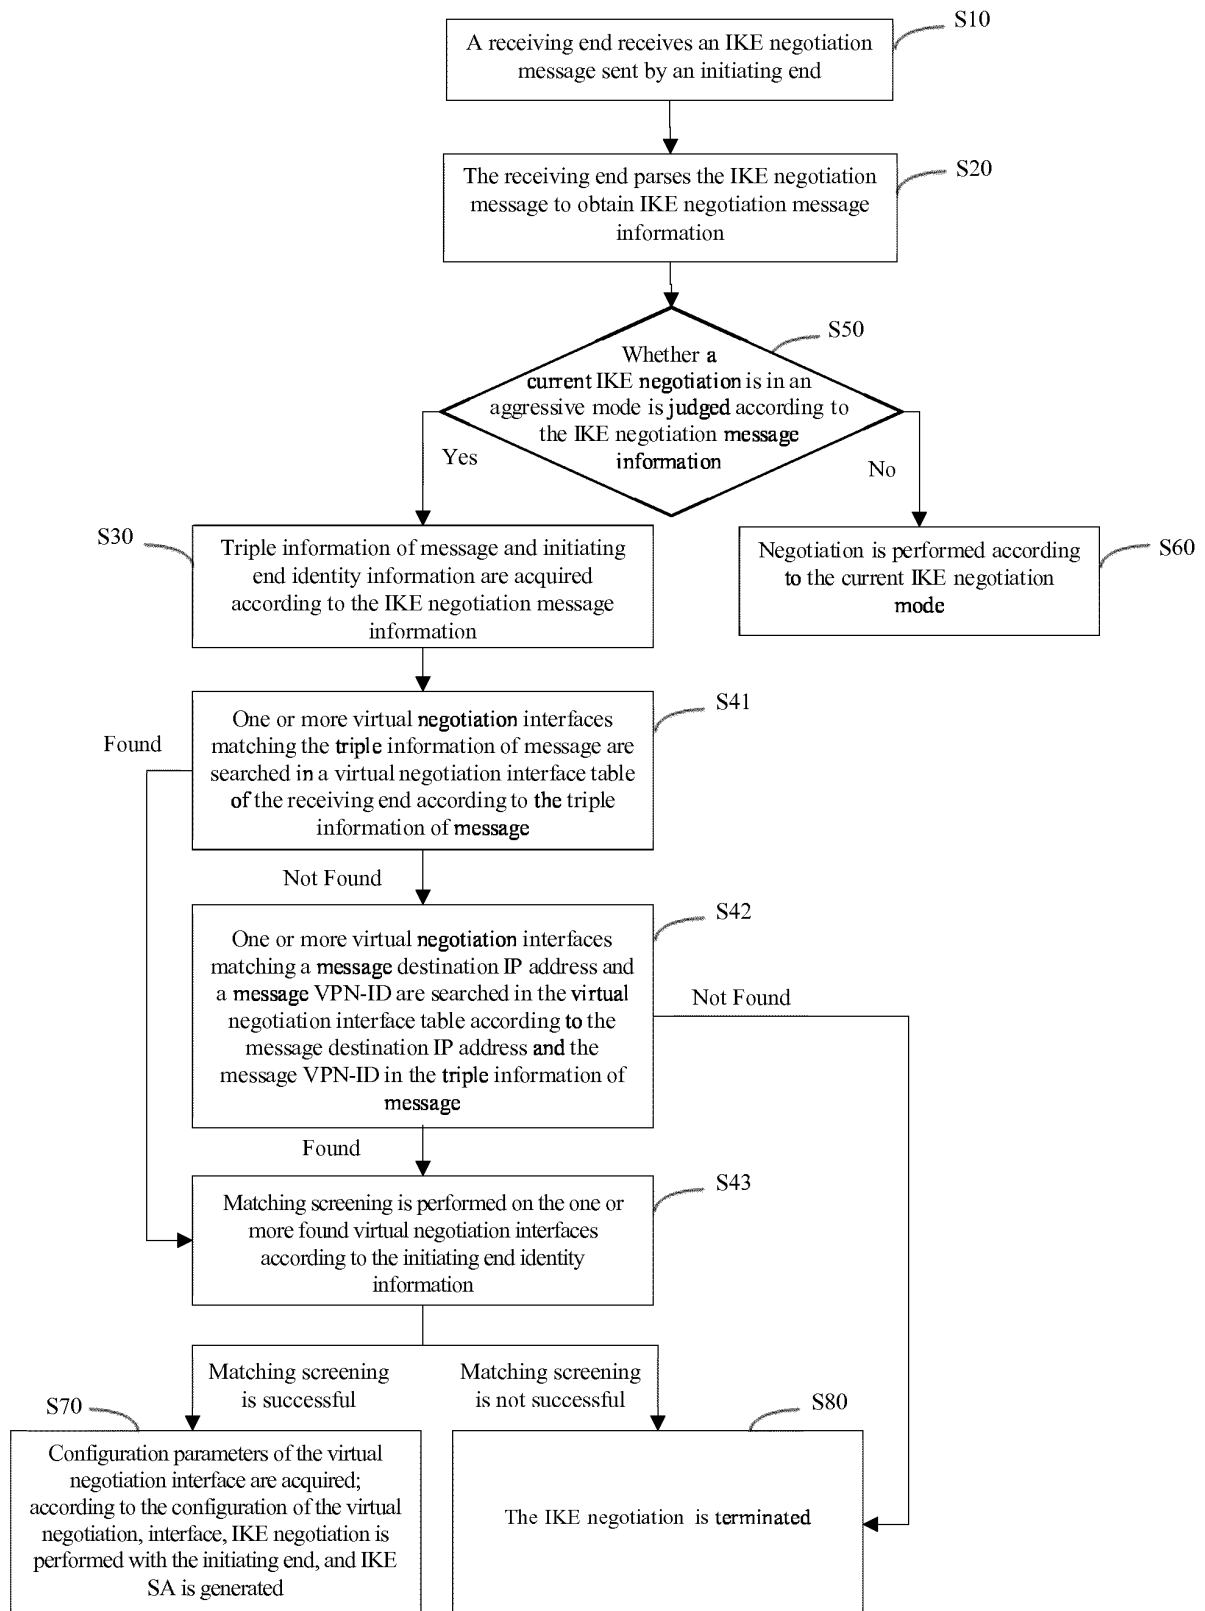 S10
A receiving end receives an IKE negotiation
message sent by an initiating end
S20
The receiving end parses the IKE negotiation
message to obtain IKE negotiation message
information
S50
Whether a
current IKE negotiation is in an
aggressive mode is judged according to
the IKE negotiation message
information
Yes
No
S30
Triple information of message and initiating
end identity information are acquired
according to the IKE negotiation message
information
S60
Negotiation is performed according
to the current IKE negotiation
mode
S41
One or more virtual negotiation interfaces
matching the triple information of message are
searched in a virtual negotiation interface table
of the receiving end according to the triple
information of message
Found
Not Found
S42
One or more virtual negotiation interfaces
matching a message destination IP address and
a message VPN-ID are searched in the virtual
negotiation interface table according to the
message destination IP address and the
message VPN-ID in the triple information of
message
Not Found
Found
S43
Matching screening is performed on the one or
more found virtual negotiation interfaces
according to the initiating end identity
information
Matching screening
is successful
Matching screening
is not successful
S70
Configuration parameters of the virtual
negotiation interface are acquired;
according to the configuration of the virtual
negotiation, interface, IKE negotiation is
performed with the initiating end, and IKE
SA is generated
S80
The IKE negotiation is terminated